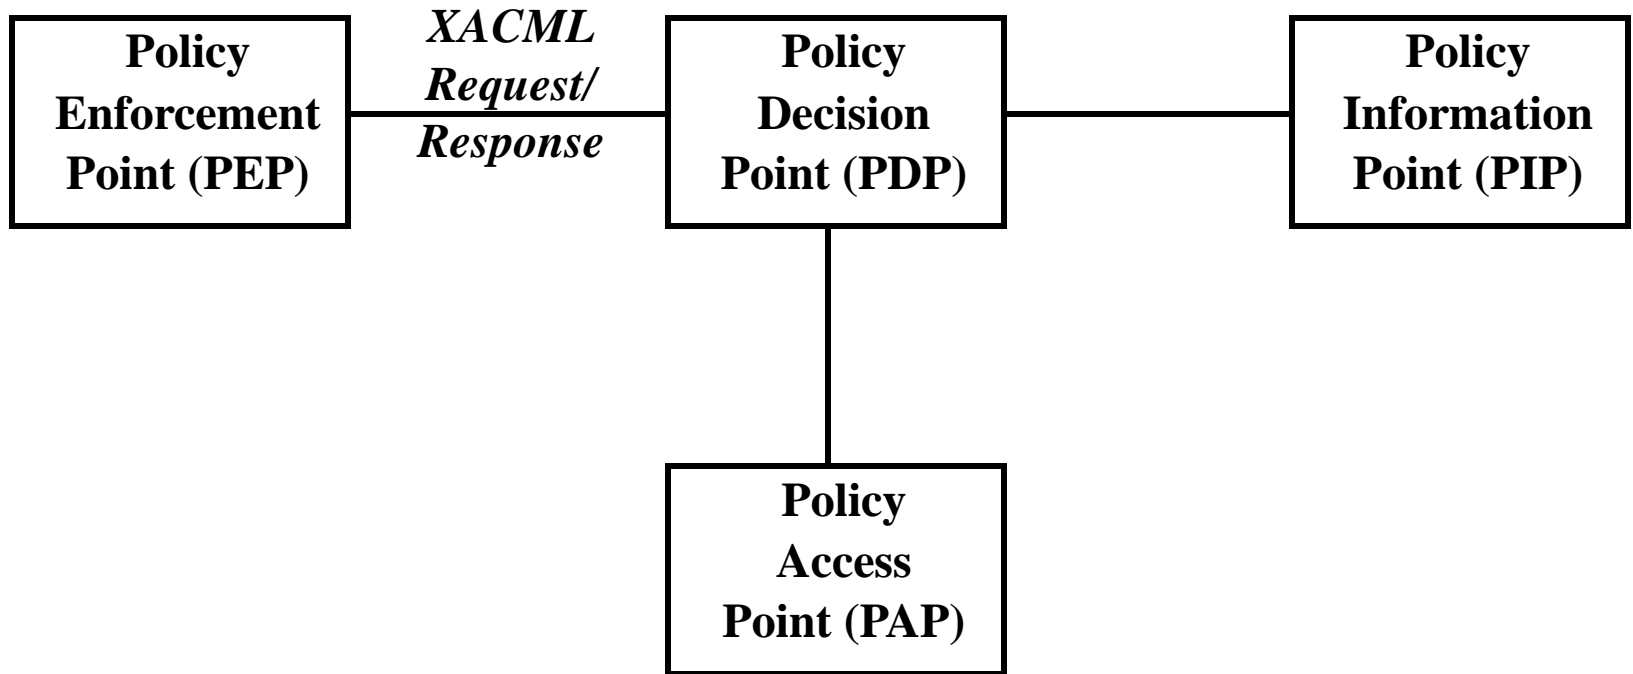 Policy
Enforcement
Point (PEP)
XACML
Request/
Response
Policy
Decision
Point (PDP)
Policy
Information
Point (PIP)
Policy
Access
Point (PAP)